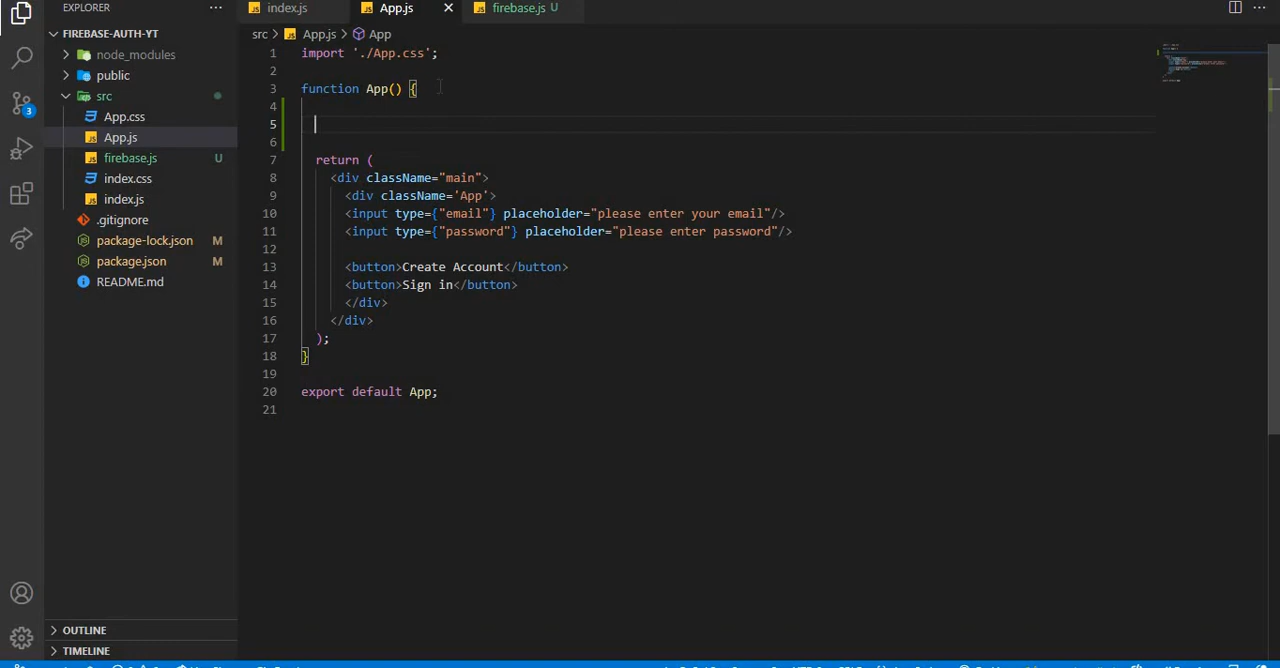 EXPLORER
···
index.js
App.js
firebase.js U
···
FIREBASE-AUTH-YT
node_modules
public
src
App.css
App.js
firebase.js U
index.css
index.js
.gitignore
package-lock.json M
package.json M
README.md
3
OUTLINE
TIMELINE
src > App.js > App
1 import './App.css';
2
3 function App() {
4
5
6
7 return (
8 <div className="main">
9 <div className='App'>
10 <input type={"email"} placeholder="please enter your email"/>
11 <input type={"password"} placeholder="please enter password"/>
12
13 <button>Create Account</button>
14 <button>Sign in</button>
15 </div>
16 </div>
17 );
18 }
19
20 export default App;
21